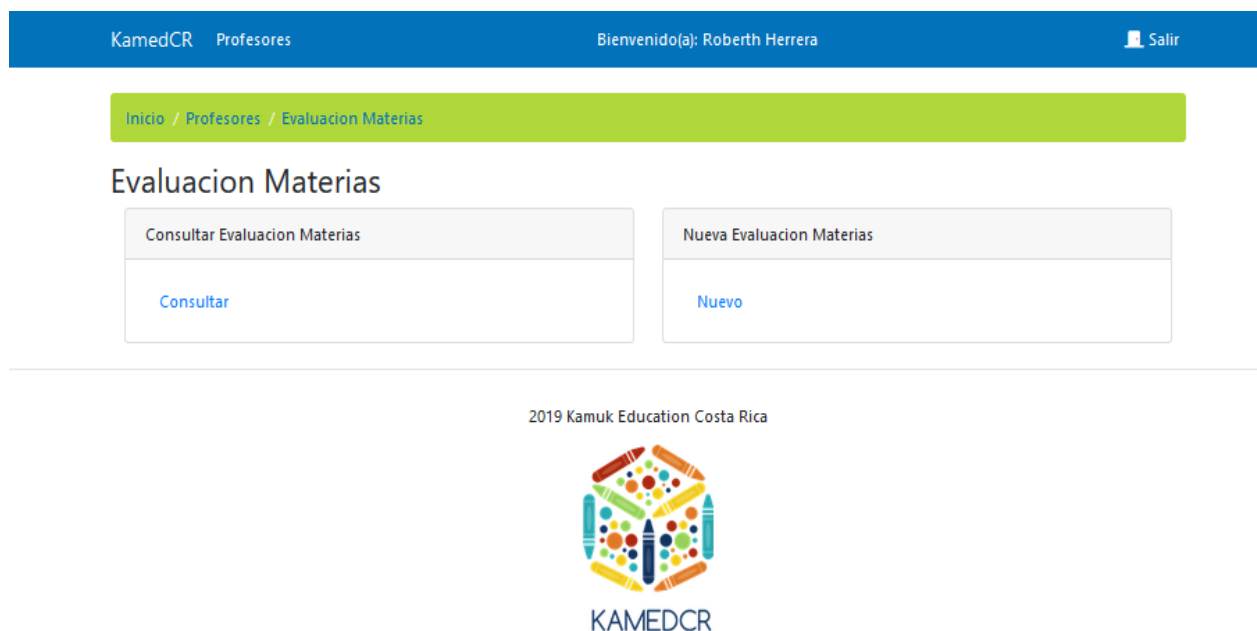 KamedCR Profesores Bienvenido(a): Roberth Herrera Salir
Inicio / Profesores / Evaluacion Materias
Evaluacion Materias
Consultar Evaluacion Materias
Consultar
Nueva Evaluacion Materias
Nuevo
2019 Kamuk Education Costa Rica
KAMEDCR